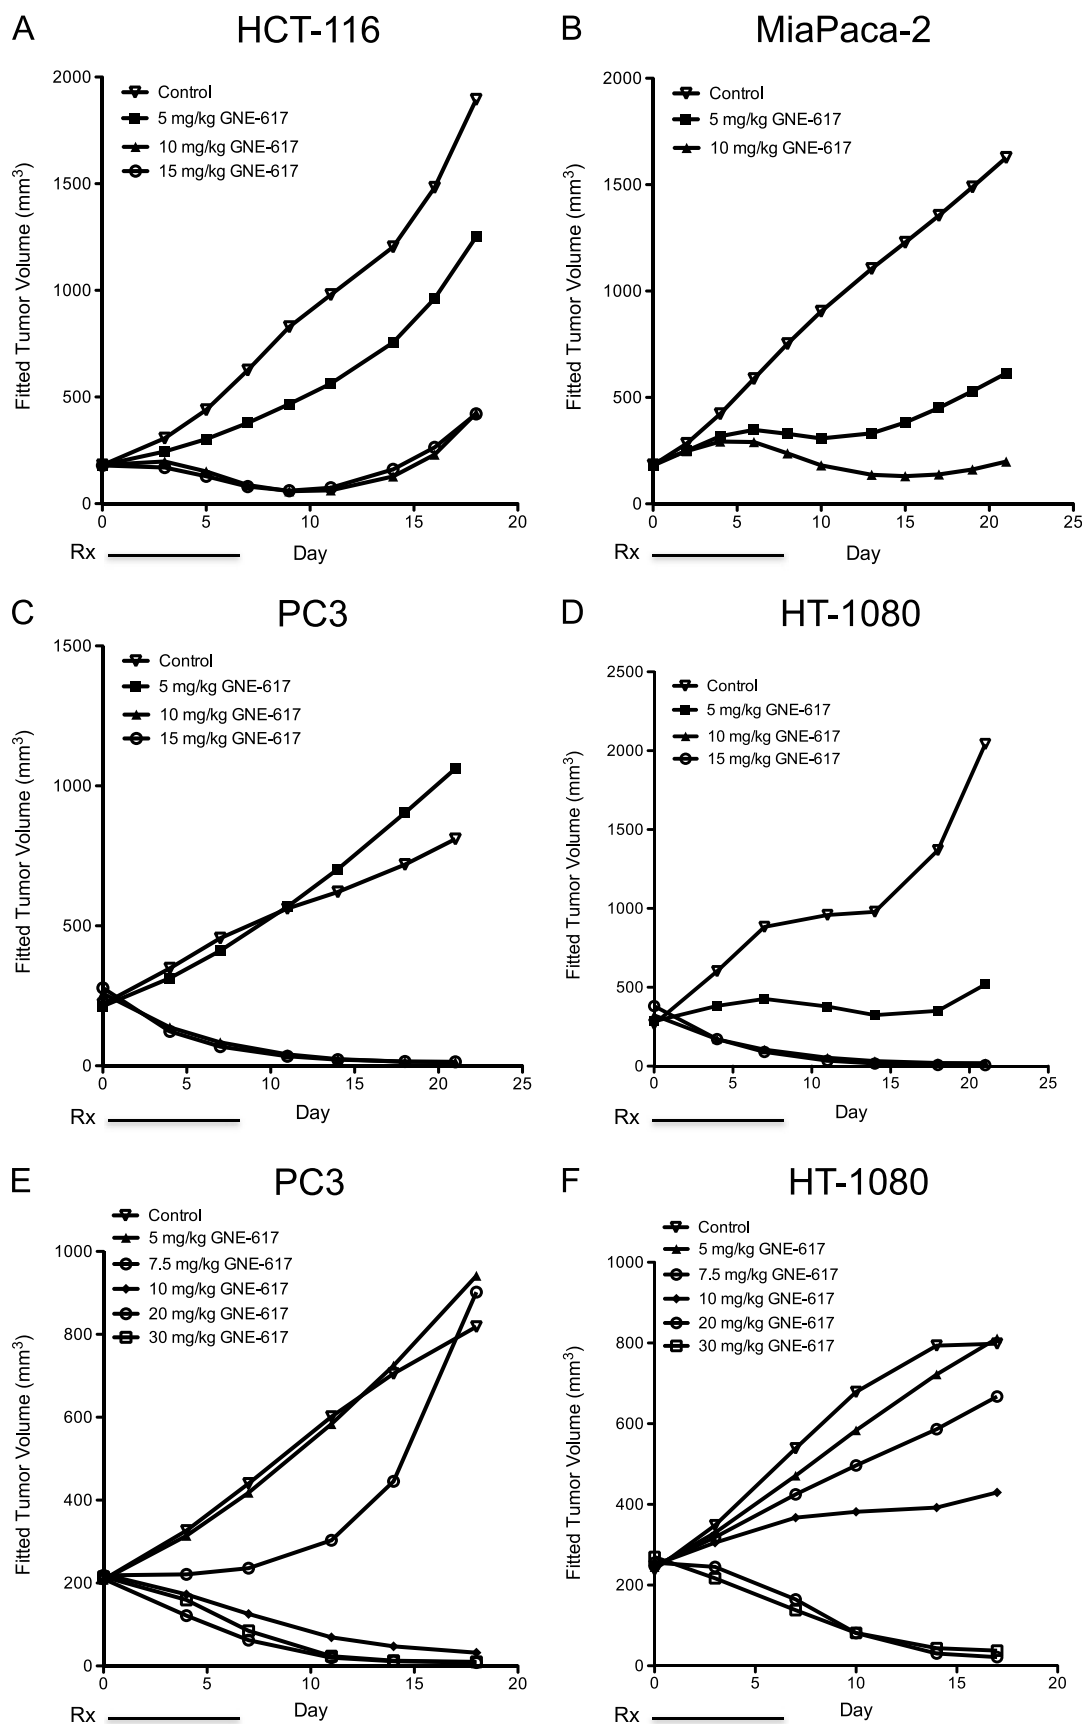 A HCT-116
2000
1500
1000
500
0
Fitted Tumor Volume (mm³)
Control
5 mg/kg GNE-617
10 mg/kg GNE-617
15 mg/kg GNE-617
0 5 10 15 20
Rx Day
B MiaPaca-2
2000
1500
1000
500
0
Fitted Tumor Volume (mm³)
Control
5 mg/kg GNE-617
10 mg/kg GNE-617
0 5 10 15 20 25
Rx Day
C PC3
1500
1000
500
0
Fitted Tumor Volume (mm³)
Control
5 mg/kg GNE-617
10 mg/kg GNE-617
15 mg/kg GNE-617
0 5 10 15 20 25
Rx Day
D HT-1080
2500
2000
1500
1000
500
0
Fitted Tumor Volume (mm³)
Control
5 mg/kg GNE-617
10 mg/kg GNE-617
15 mg/kg GNE-617
0 5 10 15 20 25
Rx Day
E PC3
Control
5 mg/kg GNE-617
7.5 mg/kg GNE-617
10 mg/kg GNE-617
20 mg/kg GNE-617
30 mg/kg GNE-617
1000
800
600
400
200
0
Fitted Tumor Volume (mm³)
0 5 10 15 20
Rx Day
F HT-1080
Control
5 mg/kg GNE-617
7.5 mg/kg GNE-617
10 mg/kg GNE-617
20 mg/kg GNE-617
30 mg/kg GNE-617
1000
800
600
400
200
0
Fitted Tumor Volume (mm³)
0 5 10 15 20
Rx Day